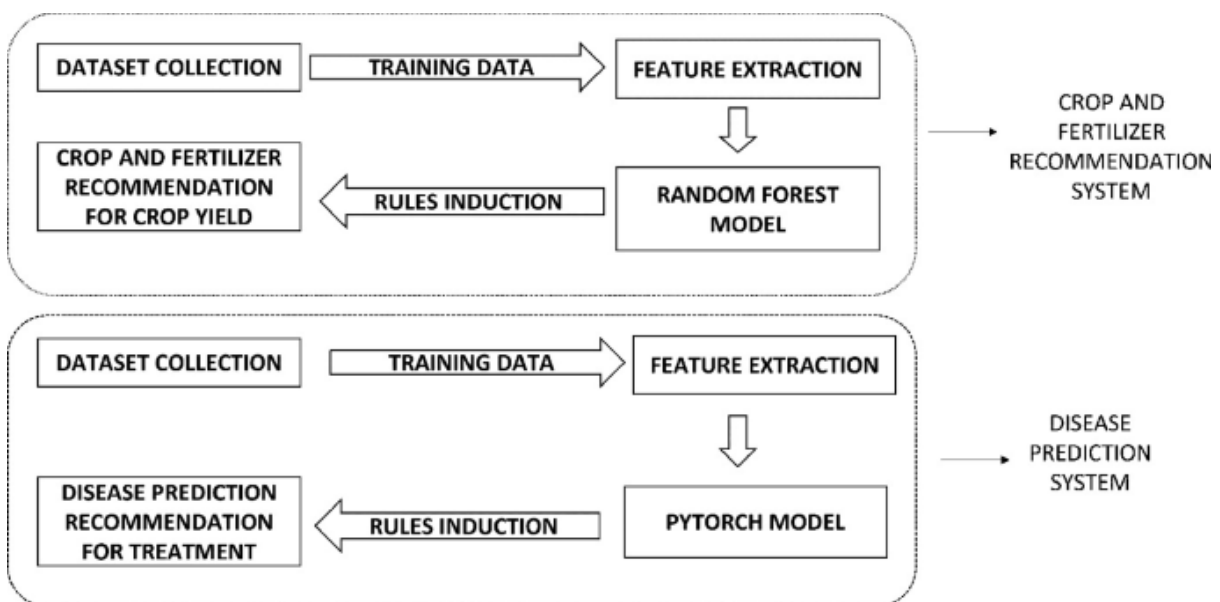 DATASET COLLECTION
TRAINING DATA
FEATURE EXTRACTION
CROP AND FERTILIZER
RECOMMENDATION
FOR CROP YIELD
RULES INDUCTION
RANDOM FOREST
MODEL
CROP AND
FERTILIZER
RECOMMENDATION
SYSTEM
DATASET COLLECTION
TRAINING DATA
FEATURE EXTRACTION
DISEASE PREDICTION
RECOMMENDATION
FOR TREATMENT
RULES INDUCTION
PYTORCH MODEL
DISEASE
PREDICTION
SYSTEM